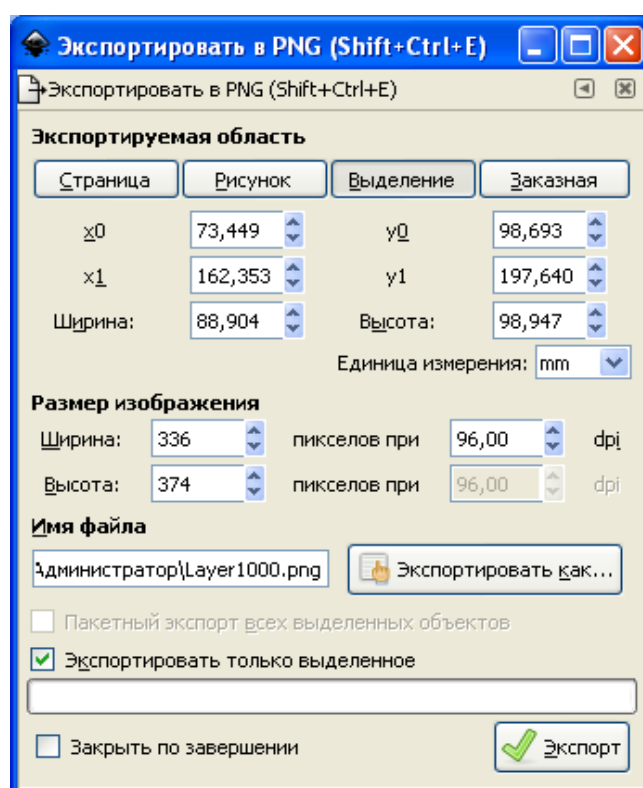 Экспортировать в PNG (Shift+Ctrl+E)
Экспортировать в PNG (Shift+Ctrl+E)
Экспортируемая область
Страница Рисунок Выделение Заказная
x0 73,449 y0 98,693
x1 162,353 y1 197,640
Ширина: 88,904 Высота: 98,947
Единица измерения: mm
Размер изображения
Ширина: 336 пикселов при 96,00 dpi
Высота: 374 пикселов при 96,00 dpi
Имя файла
Администратор\Layer1000.png Экспортировать как...
Пакетный экспорт всех выделенных объектов
Экспортировать только выделенное
Закрыть по завершении Экспорт